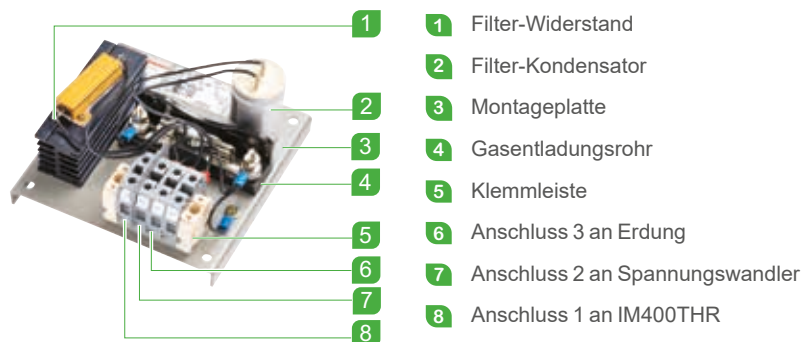 1
2
3
4
5
6
7
8
1 Filter-Widerstand
2 Filter-Kondensator
3 Montageplatte
4 Gasentladungsrohr
5 Klemmleiste
6 Anschluss 3 an Erdung
7 Anschluss 2 an Spannungswandler
8 Anschluss 1 an IM400THR